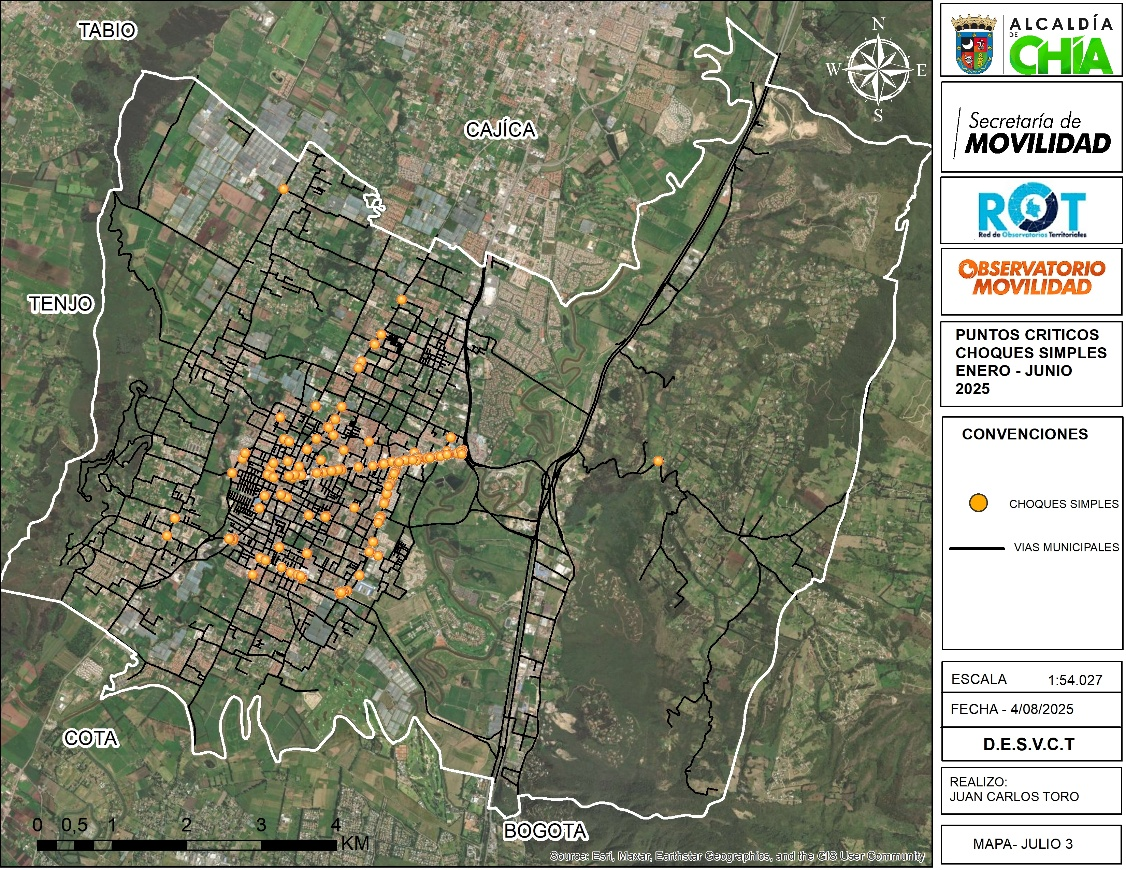 TABIO
CAJÍCA
TENJO
COTA
BOGOTA
N
W
E
S
0 0,5 1 2 3 4
KM
Source: Esri, Maxar, Earthstar Geographics, and the GIS User Community
ALCALDÍA
DE
CHÍA
Secretaría de
MOVILIDAD
ROT
Red de Observatorios Territoriales
OBSERVATORIO
MOVILIDAD
PUNTOS CRITICOS
CHOQUES SIMPLES
ENERO - JUNIO
2025
CONVENCIONES
CHOQUES SIMPLES
VIAS MUNICIPALES
ESCALA 1:54.027
FECHA - 4/08/2025
D.E.S.V.C.T
REALIZO:
JUAN CARLOS TORO
MAPA- JULIO 3